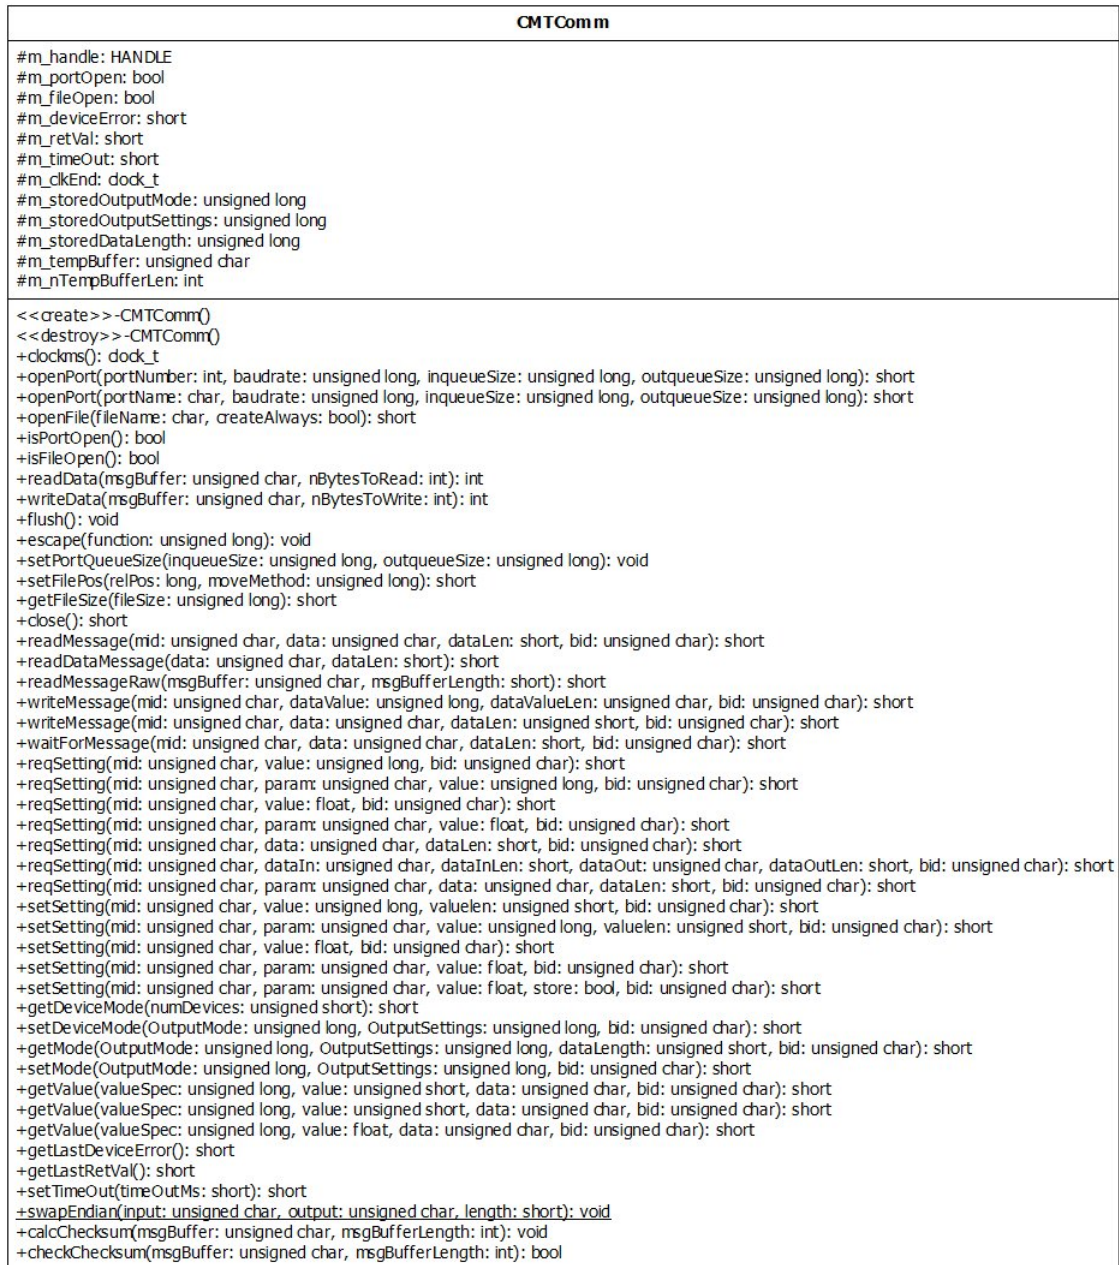 CMTComm
#m_handle: HANDLE
#m_portOpen: bool
#m_fileOpen: bool
#m_deviceError: short
#m_retVal: short
#m_timeOut: short
#m_clkEnd: clock_t
#m_storedOutputMode: unsigned long
#m_storedOutputSettings: unsigned long
#m_storedDataLength: unsigned long
#m_tempBuffer: unsigned char
#m_nTempBufferLen: int
<<create>>-CMTComm()
<<destroy>>-CMTComm()
+clockms(): clock_t
+openPort(portNumber: int, baudrate: unsigned long, inqueueSize: unsigned long, outqueueSize: unsigned long): short
+openPort(portName: char, baudrate: unsigned long, inqueueSize: unsigned long, outqueueSize: unsigned long): short
+openFile(fileName: char, createAlways: bool): short
+isPortOpen(): bool
+isFileOpen(): bool
+readData(msgBuffer: unsigned char, nBytesToRead: int): int
+writeData(msgBuffer: unsigned char, nBytesToWrite: int): int
+flush(): void
+escape(function: unsigned long): void
+setPortQueueSize(inqueueSize: unsigned long, outqueueSize: unsigned long): void
+setFilePos(relPos: long, moveMethod: unsigned long): short
+getFileSize(fileSize: unsigned long): short
+close(): short
+readMessage(mid: unsigned char, data: unsigned char, dataLen: short, bid: unsigned char): short
+readDataMessage(data: unsigned char, dataLen: short): short
+readMessageRaw(msgBuffer: unsigned char, msgBufferLength: short): short
+writeMessage(mid: unsigned char, dataValue: unsigned long, dataValueLen: unsigned char, bid: unsigned char): short
+writeMessage(mid: unsigned char, data: unsigned char, dataLen: unsigned short, bid: unsigned char): short
+waitForMessage(mid: unsigned char, data: unsigned char, dataLen: short, bid: unsigned char): short
+reqSetting(mid: unsigned char, value: unsigned long, bid: unsigned char): short
+reqSetting(mid: unsigned char, param: unsigned char, value: unsigned long, bid: unsigned char): short
+reqSetting(mid: unsigned char, value: float, bid: unsigned char): short
+reqSetting(mid: unsigned char, param: unsigned char, value: float, bid: unsigned char): short
+reqSetting(mid: unsigned char, data: unsigned char, dataLen: short, bid: unsigned char): short
+reqSetting(mid: unsigned char, dataIn: unsigned char, dataInLen: short, dataOut: unsigned char, dataOutLen: short, bid: unsigned char): short
+reqSetting(mid: unsigned char, param: unsigned char, data: unsigned char, dataLen: short, bid: unsigned char): short
+setSetting(mid: unsigned char, value: unsigned long, valuelen: unsigned short, bid: unsigned char): short
+setSetting(mid: unsigned char, param: unsigned char, value: unsigned long, valuelen: unsigned short, bid: unsigned char): short
+setSetting(mid: unsigned char, value: float, bid: unsigned char): short
+setSetting(mid: unsigned char, param: unsigned char, value: float, bid: unsigned char): short
+setSetting(mid: unsigned char, param: unsigned char, value: float, store: bool, bid: unsigned char): short
+getDeviceMode(numDevices: unsigned short): short
+setDeviceMode(OutputMode: unsigned long, OutputSettings: unsigned long, bid: unsigned char): short
+getMode(OutputMode: unsigned long, OutputSettings: unsigned long, dataLength: unsigned short, bid: unsigned char): short
+setMode(OutputMode: unsigned long, OutputSettings: unsigned long, bid: unsigned char): short
+getValue(valueSpec: unsigned long, value: unsigned short, data: unsigned char, bid: unsigned char): short
+getValue(valueSpec: unsigned long, value: unsigned short, data: unsigned char, bid: unsigned char): short
+getValue(valueSpec: unsigned long, value: float, data: unsigned char, bid: unsigned char): short
+getLastDeviceError(): short
+getLastRetVal(): short
+setTimeOut(timeOutMs: short): short
+swapEndian(input: unsigned char, output: unsigned char, length: short): void
+calcChecksum(msgBuffer: unsigned char, msgBufferLength: int): void
+checkChecksum(msgBuffer: unsigned char, msgBufferLength: int): bool